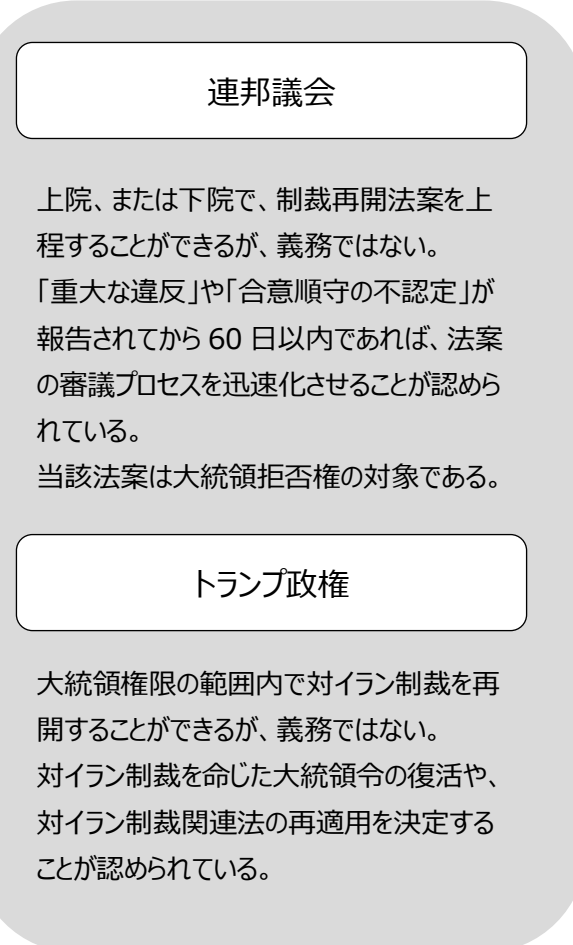 連邦議会
上院、または下院で、制裁再開法案を上
程することができるが、義務ではない。
「重大な違反」や「合意順守の不認定」が
報告されてから 60 日以内であれば、法案
の審議プロセスを迅速化させることが認めら
れている。
当該法案は大統領拒否権の対象である。
トランプ政権
大統領権限の範囲内で対イラン制裁を再
開することができるが、義務ではない。
対イラン制裁を命じた大統領令の復活や、
対イラン制裁関連法の再適用を決定する
ことが認められている。